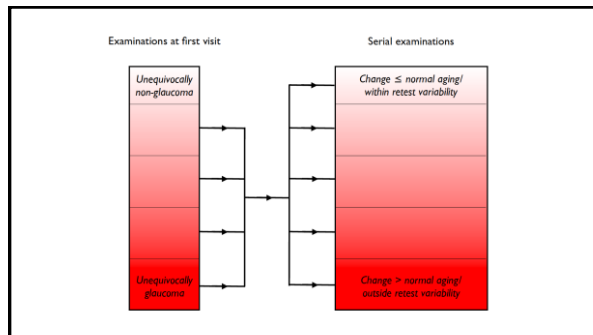 Examinations at first visit
Serial examinations
Unequivocally
non-glaucoma
Change ≤ normal aging/
within retest variability
Unequivocally
glaucoma
Change > normal aging/
outside retest variability